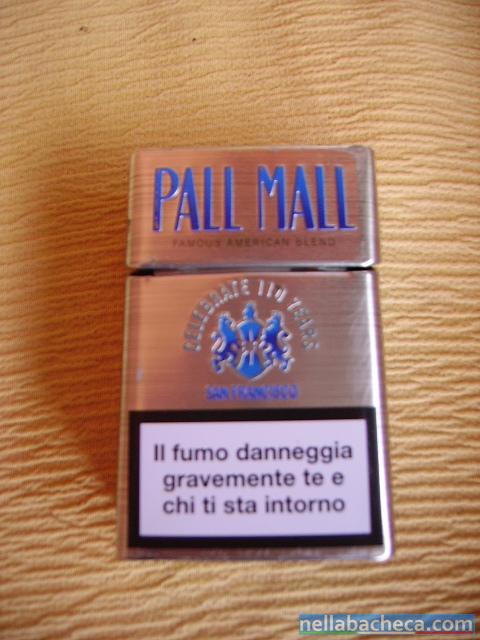 PALL MALL
FAMOUS AMERICAN BLEND
CELEBRATE 110 YEARS
SAN FRANCISCO
Il fumo danneggia
gravemente te e
chi ti sta intorno
nellabacheca.com